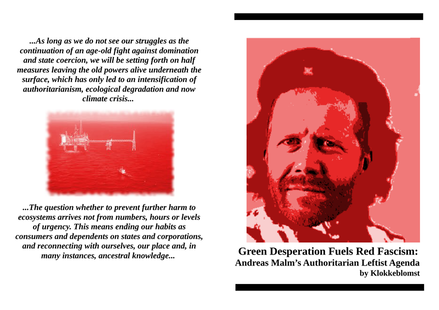 ...As long as we do not see our struggles as the
continuation of an age-old fight against domination
and state coercion, we will be setting forth on half
measures leaving the old powers alive underneath the
surface, which has only led to an intensification of
authoritarianism, ecological degradation and now
climate crisis...
...The question whether to prevent further harm to
ecosystems arrives not from numbers, hours or levels
of urgency. This means ending our habits as
consumers and dependents on states and corporations,
and reconnecting with ourselves, our place and, in
many instances, ancestral knowledge...
Green Desperation Fuels Red Fascism:
Andreas Malm's Authoritarian Leftist Agenda
by Klokkeblomst